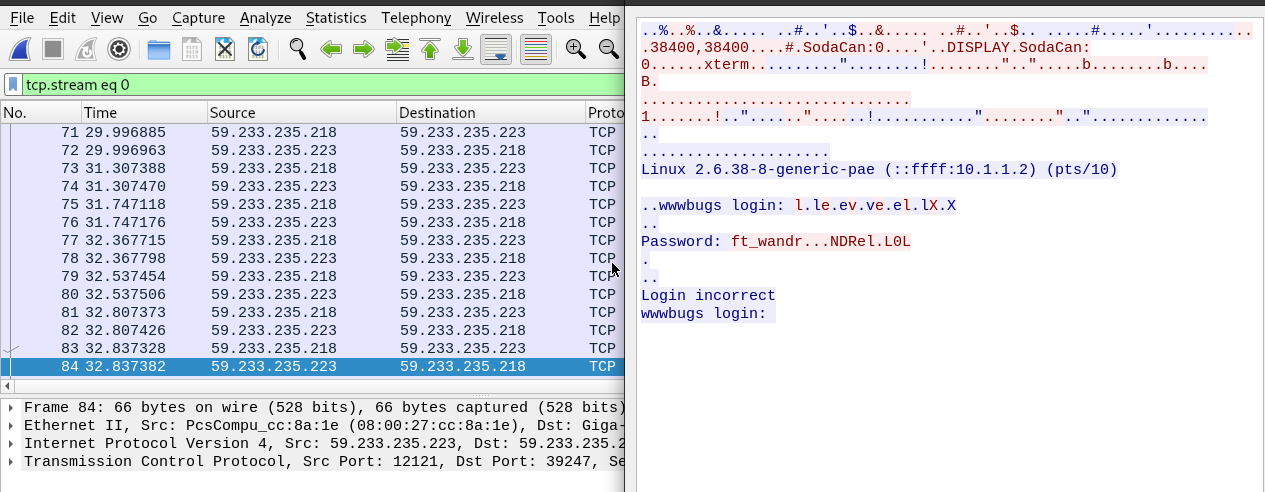 File Edit View Go Capture Analyze Statistics Telephony Wireless Tools Help
tcp.stream eq 0
No. Time Source Destination Proto
71 29.996885 59.233.235.218 59.233.235.223 TCP
72 29.996963 59.233.235.223 59.233.235.218 TCP
73 31.307388 59.233.235.218 59.233.235.223 TCP
74 31.307470 59.233.235.223 59.233.235.218 TCP
75 31.747118 59.233.235.218 59.233.235.223 TCP
76 31.747176 59.233.235.223 59.233.235.218 TCP
77 32.367715 59.233.235.218 59.233.235.223 TCP
78 32.367798 59.233.235.223 59.233.235.218 TCP
79 32.537454 59.233.235.218 59.233.235.223 TCP
80 32.537506 59.233.235.223 59.233.235.218 TCP
81 32.807373 59.233.235.218 59.233.235.223 TCP
82 32.807426 59.233.235.223 59.233.235.218 TCP
83 32.837328 59.233.235.218 59.233.235.223 TCP
84 32.837382 59.233.235.223 59.233.235.218 TCP
Frame 84: 66 bytes on wire (528 bits), 66 bytes captured (528 bits)
Ethernet II, Src: PcsCompu_cc:8a:1e (08:00:27:cc:8a:1e), Dst: Giga-
Internet Protocol Version 4, Src: 59.233.235.223, Dst: 59.233.235.2
Transmission Control Protocol, Src Port: 12121, Dst Port: 39247, Se
..%..%..&..... ..#..'..$..&..... ..#..'..$.. .....#.....'...........
.38400,38400....#.SodaCan:0....'..DISPLAY.SodaCan:
0......xterm.........."........!........"..".....b........b....
B.
..............................
1.......!.."......"......!..........."........"..".............
..
.....................
Linux 2.6.38-8-generic-pae (::ffff:10.1.1.2) (pts/10)
..wwwbugs login: l.le.ev.ve.el.lX.X
..
Password: ft_wandr...NDRel.L0L
.
..
Login incorrect
wwwbugs login: